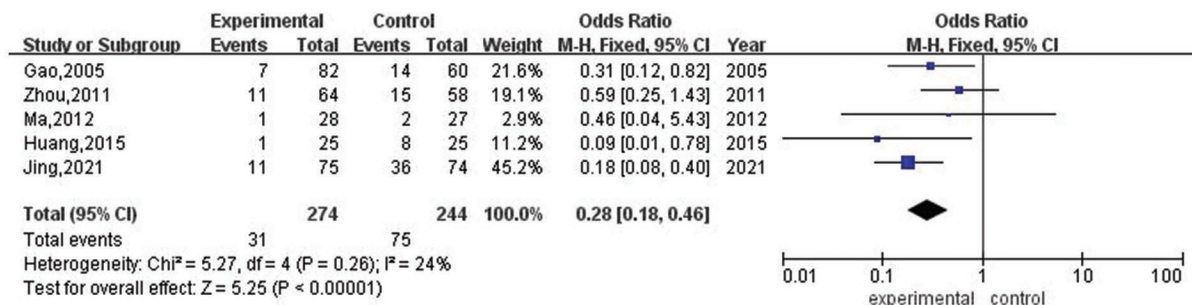 Experimental Control Odds Ratio Odds Ratio
Study or Subgroup Events Total Events Total Weight M-H, Fixed, 95% CI Year M-H, Fixed, 95% CI
Gao,2005 7 82 14 60 21.6% 0.31 [0.12, 0.82] 2005
Zhou,2011 11 64 15 58 19.1% 0.59 [0.25, 1.43] 2011
Ma,2012 1 28 2 27 2.9% 0.46 [0.04, 5.43] 2012
Huang,2015 1 25 8 25 11.2% 0.09 [0.01, 0.78] 2015
Jing,2021 11 75 36 74 45.2% 0.18 [0.08, 0.40] 2021
Total (95% CI) 274 244 100.0% 0.28 [0.18, 0.46]
Total events 31 75
Heterogeneity: Chi² = 5.27, df = 4 (P = 0.26); I² = 24%
Test for overall effect: Z = 5.25 (P < 0.00001)
0.01 0.1 1 10 100
experimental control